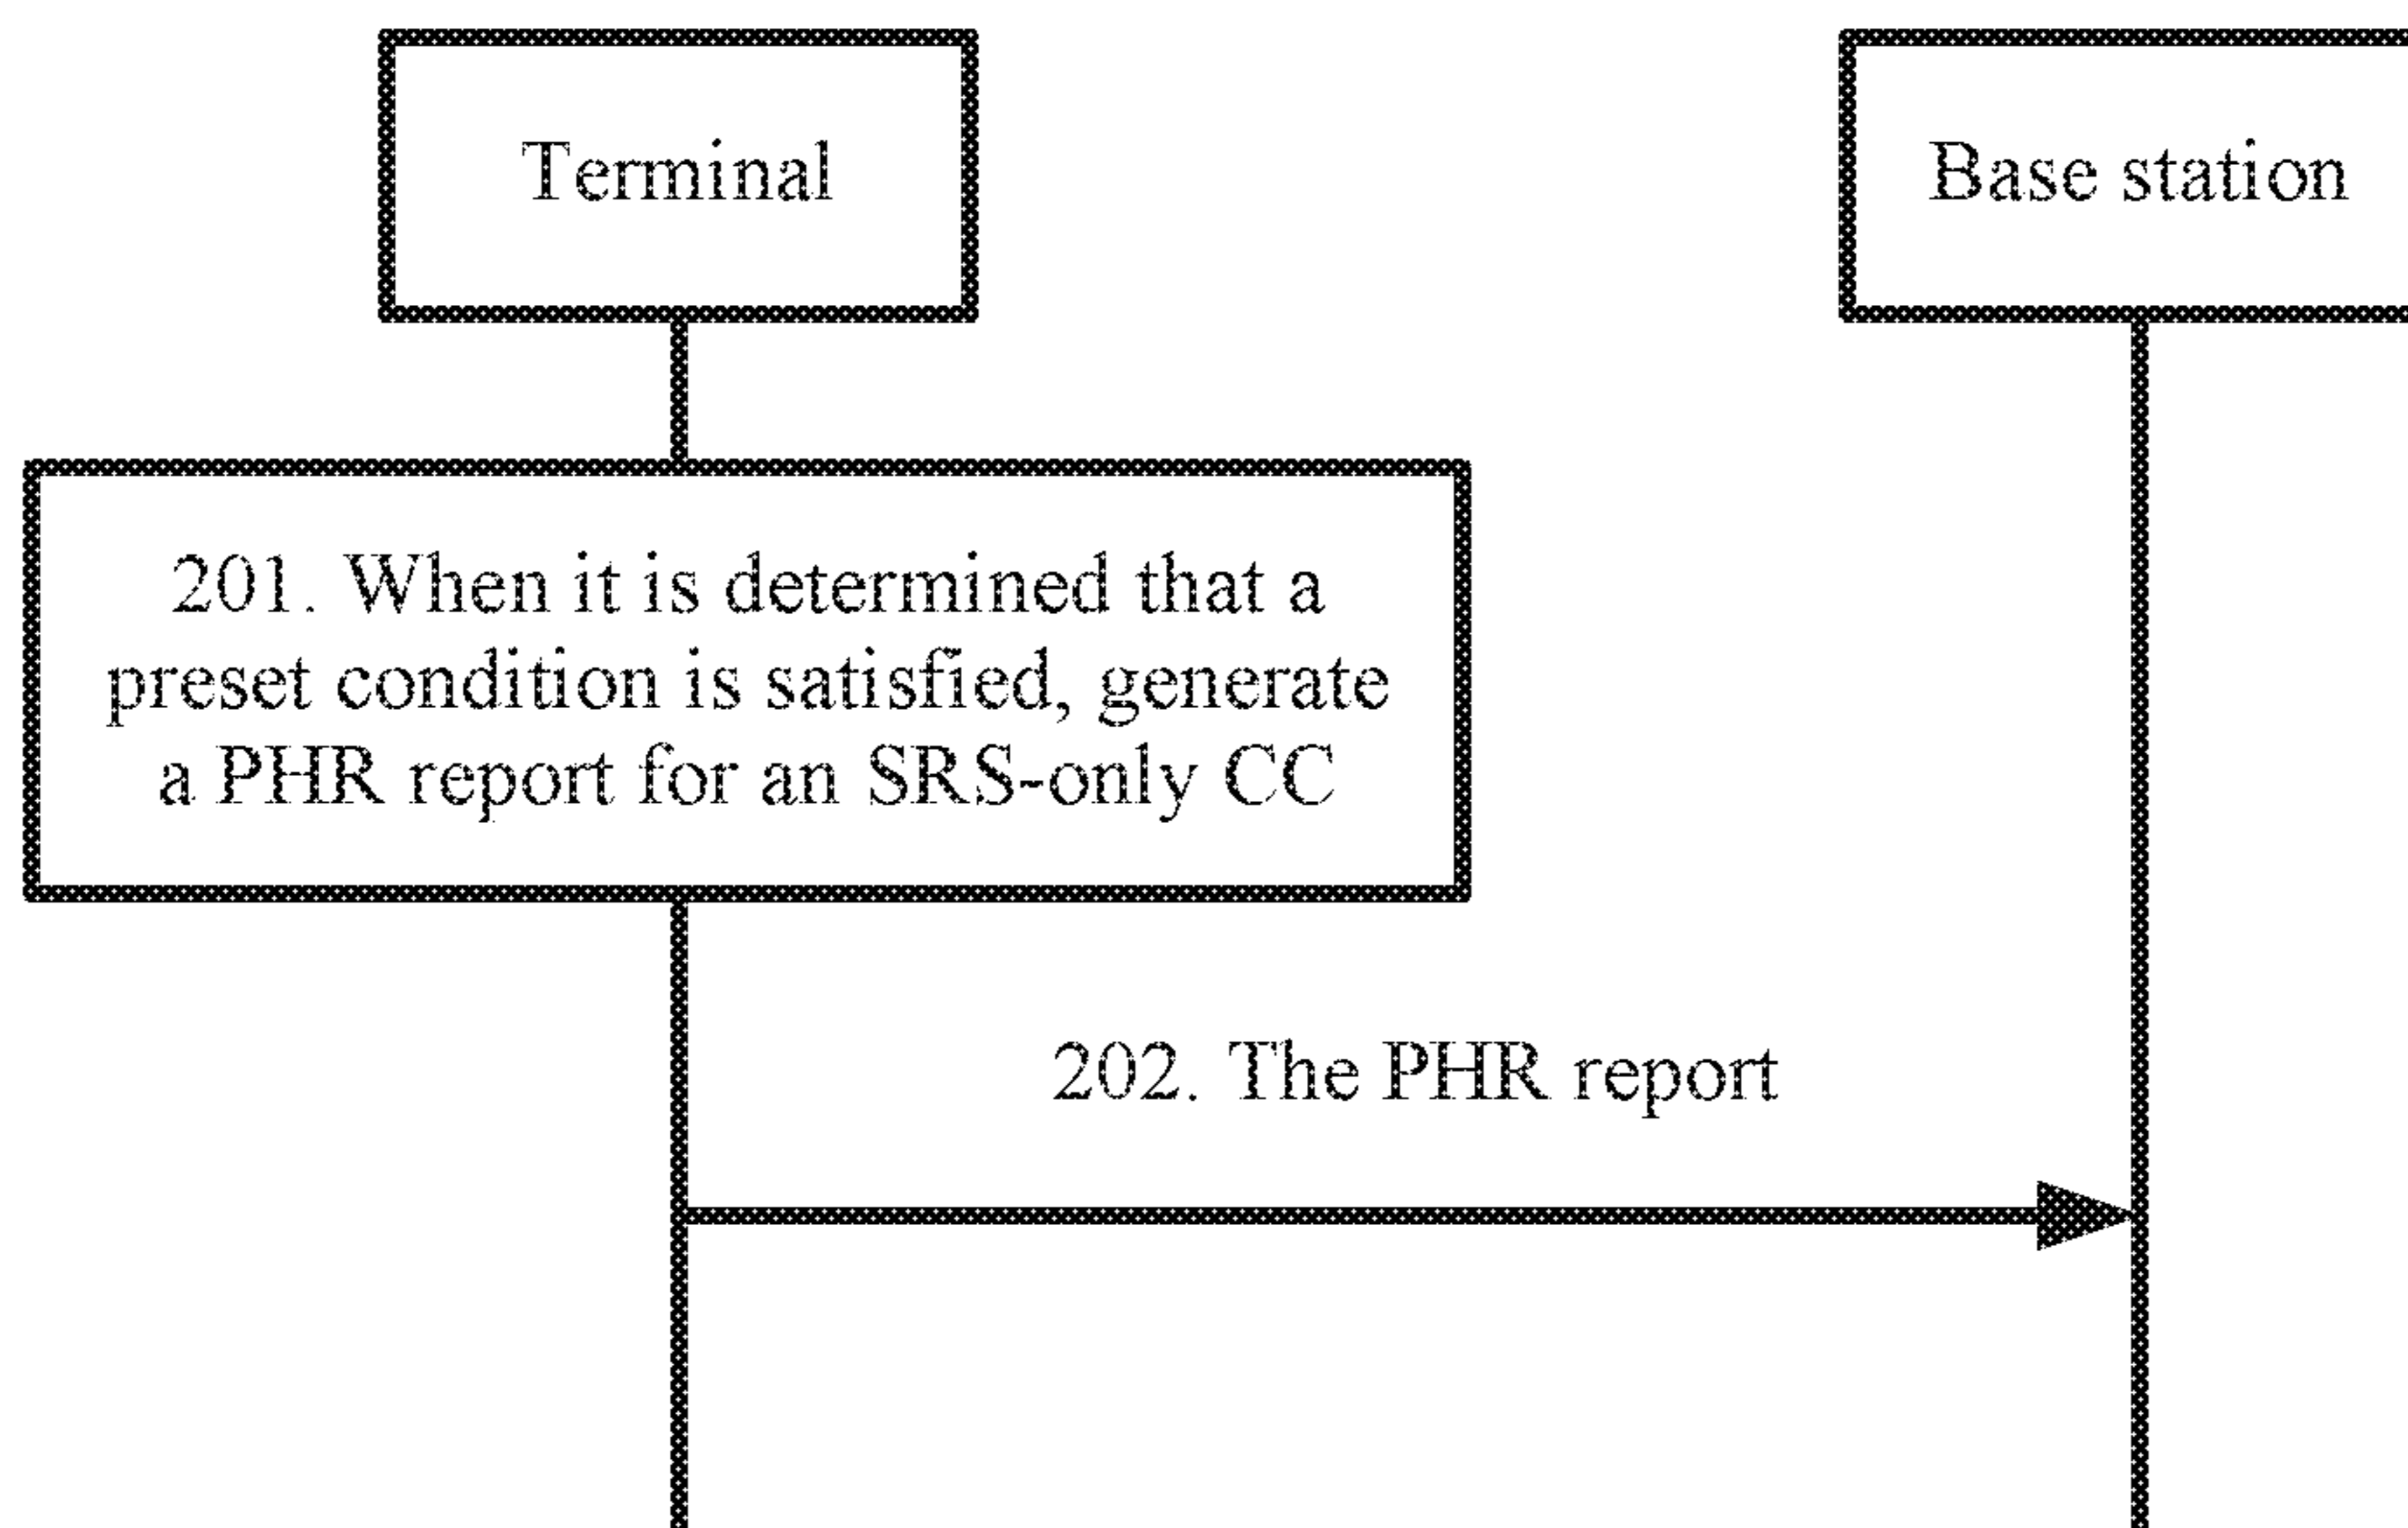 Terminal
Base station
201. When it is determined that a
preset condition is satisfied, generate
a PHR report for an SRS-only CC
202. The PHR report